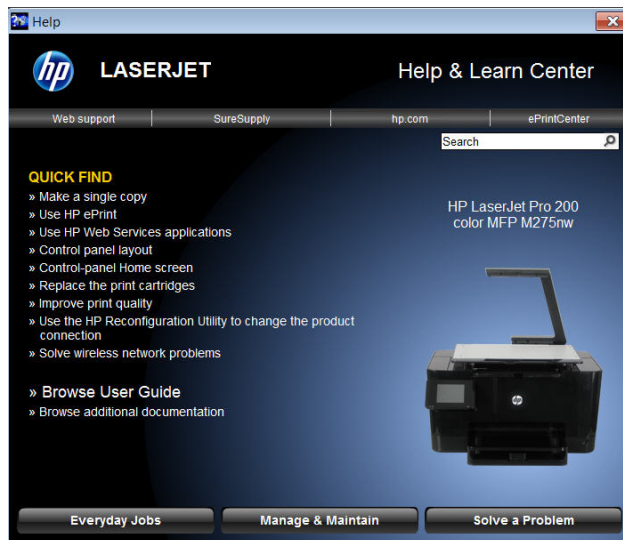 Help
hp LASERJET Help & Learn Center
Web support SureSupply hp.com ePrintCenter
Search
QUICK FIND
» Make a single copy
» Use HP ePrint
» Use HP Web Services applications
» Control panel layout
» Control-panel Home screen
» Replace the print cartridges
» Improve print quality
» Use the HP Reconfiguration Utility to change the product
connection
» Solve wireless network problems
» Browse User Guide
» Browse additional documentation
HP LaserJet Pro 200
color MFP M275nw
hp
Everyday Jobs Manage & Maintain Solve a Problem